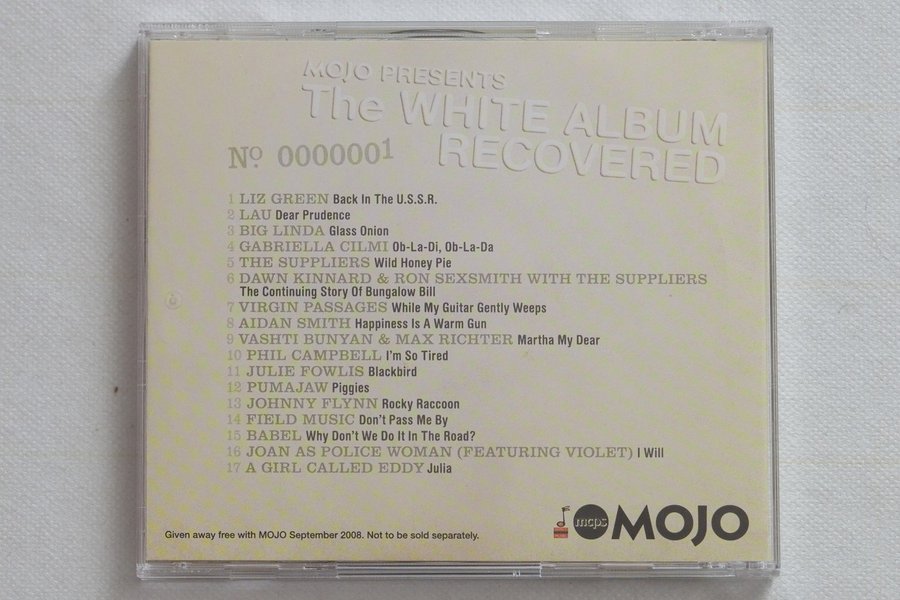 MOJO PRESENTS
The WHITE ALBUM
RECOVERED
Nº 0000001
1 LIZ GREEN Back In The U.S.S.R.
2 LAU Dear Prudence
3 BIG LINDA Glass Onion
4 GABRIELLA CILMI Ob-La-Di, Ob-La-Da
5 THE SUPPLIERS Wild Honey Pie
6 DAWN KINNARD & RON SEXSMITH WITH THE SUPPLIERS
The Continuing Story Of Bungalow Bill
7 VIRGIN PASSAGES While My Guitar Gently Weeps
8 AIDAN SMITH Happiness Is A Warm Gun
9 VASHTI BUNYAN & MAX RICHTER Martha My Dear
10 PHIL CAMPBELL I'm So Tired
11 JULIE FOWLIS Blackbird
12 PUMAJAW Piggies
13 JOHNNY FLYNN Rocky Raccoon
14 FIELD MUSIC Don't Pass Me By
15 BABEL Why Don't We Do It In The Road?
16 JOAN AS POLICE WOMAN (FEATURING VIOLET) I Will
17 A GIRL CALLED EDDY Julia
Given away free with MOJO September 2008. Not to be sold separately.
mcps MOJO